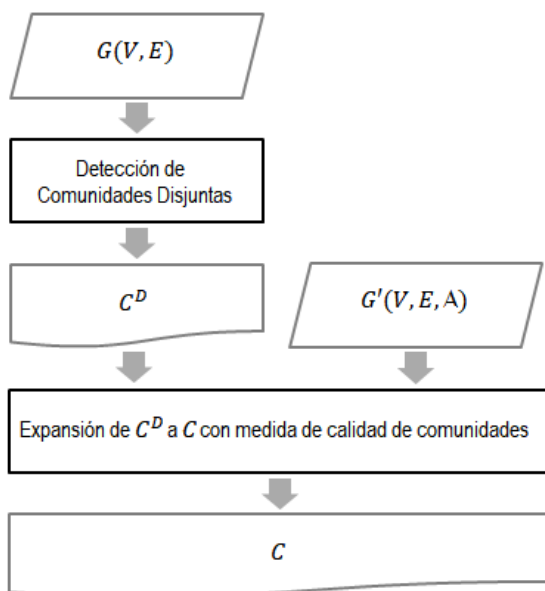 G(V, E)
Detección de
Comunidades Disjuntas
C^D
G'(V, E, A)
Expansión de C^D a C con medida de calidad de comunidades
C